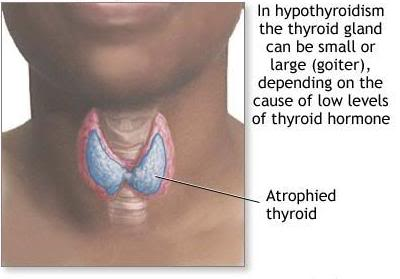 In hypothyroidism
the thyroid gland
can be small or
large (goiter),
depending on the
cause of low levels
of thyroid hormone
Atrophied
thyroid